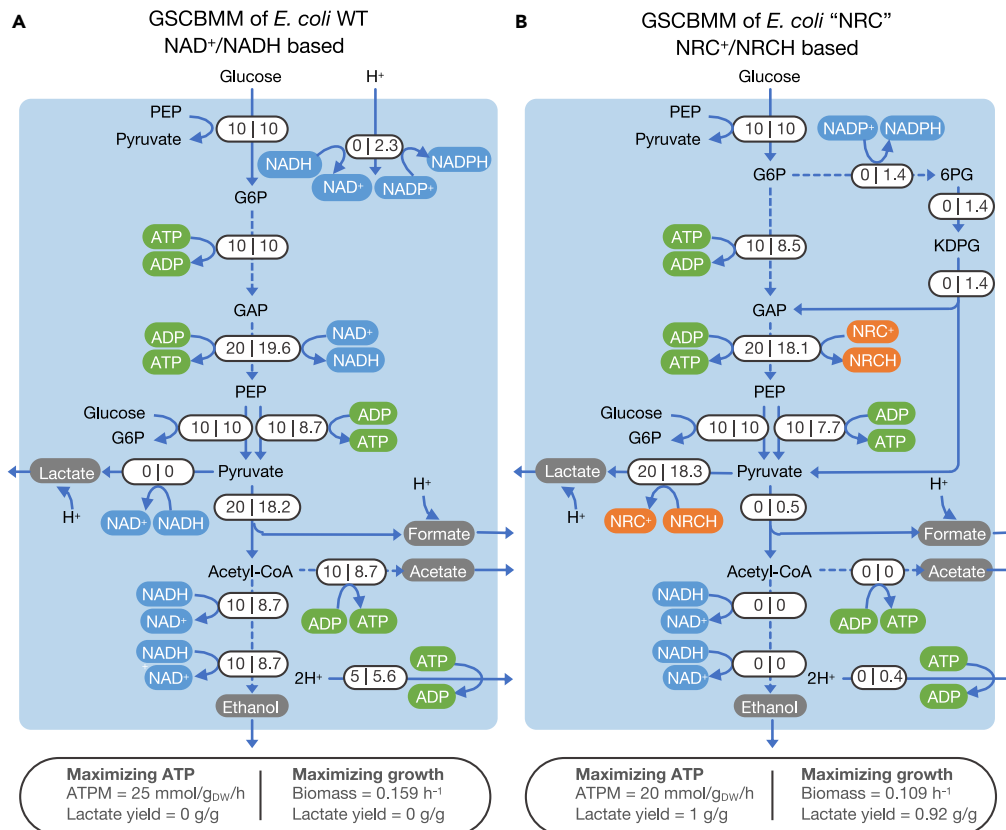 A
GSCBMM of E. coli WT
NAD+/NADH based
Glucose
H+
PEP
Pyruvate
10 | 10
0 | 2.3
NADH
NAD+
NADP+
NADPH
G6P
ATP
ADP
10 | 10
GAP
ADP
ATP
20 | 19.6
NAD+
NADH
PEP
Glucose
G6P
10 | 10
10 | 8.7
ADP
ATP
Lactate
0 | 0
Pyruvate
H+
NAD+
NADH
20 | 18.2
H+
Formate
Acetyl-CoA
10 | 8.7
Acetate
NADH
NAD+
10 | 8.7
ADP
ATP
NADH
NAD+
10 | 8.7
2H+
5 | 5.6
ATP
ADP
Ethanol
Maximizing ATP
ATPM = 25 mmol/gDW/h
Lactate yield = 0 g/g
Maximizing growth
Biomass = 0.159 h-1
Lactate yield = 0 g/g
B
GSCBMM of E. coli “NRC”
NRC+/NRCH based
Glucose
PEP
Pyruvate
10 | 10
NADP+
NADPH
G6P
0 | 1.4
6PG
0 | 1.4
ATP
ADP
10 | 8.5
KDPG
0 | 1.4
GAP
ADP
ATP
20 | 18.1
NRC+
NRCH
PEP
Glucose
G6P
10 | 10
10 | 7.7
ADP
ATP
Lactate
20 | 18.3
Pyruvate
H+
NRC+
NRCH
0 | 0.5
H+
Formate
Acetyl-CoA
0 | 0
Acetate
NADH
NAD+
0 | 0
ADP
ATP
NADH
NAD+
0 | 0
2H+
0 | 0.4
ATP
ADP
Ethanol
Maximizing ATP
ATPM = 20 mmol/gDW/h
Lactate yield = 1 g/g
Maximizing growth
Biomass = 0.109 h-1
Lactate yield = 0.92 g/g